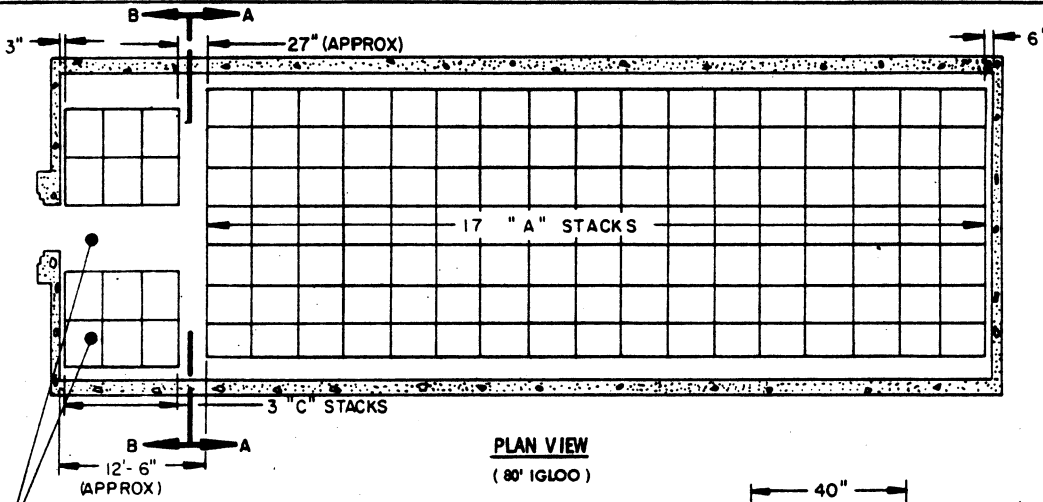 B A
3" 27" (APPROX) 6"
17 "A" STACKS
3 "C" STACKS
B A
12'-6"
(APPROX)
PLAN VIEW
(80' IGLOO)
40"